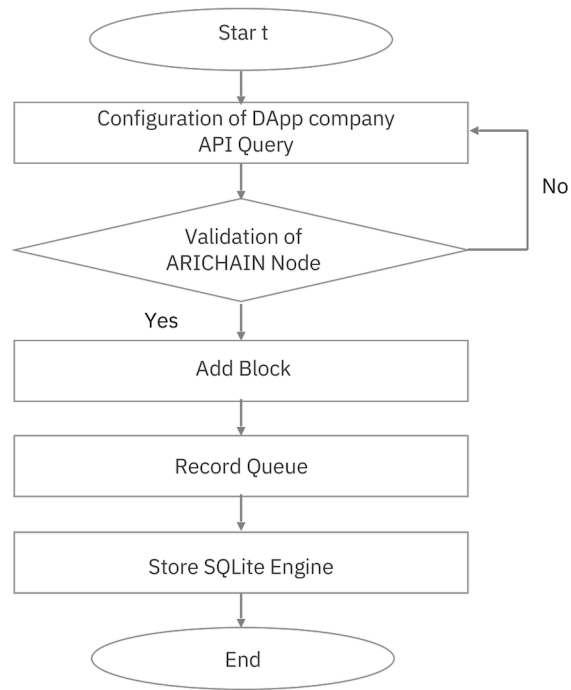 Star t
Configuration of DApp company
API Query
No
Validation of
ARICHAIN Node
Yes
Add Block
Record Queue
Store SQLite Engine
End